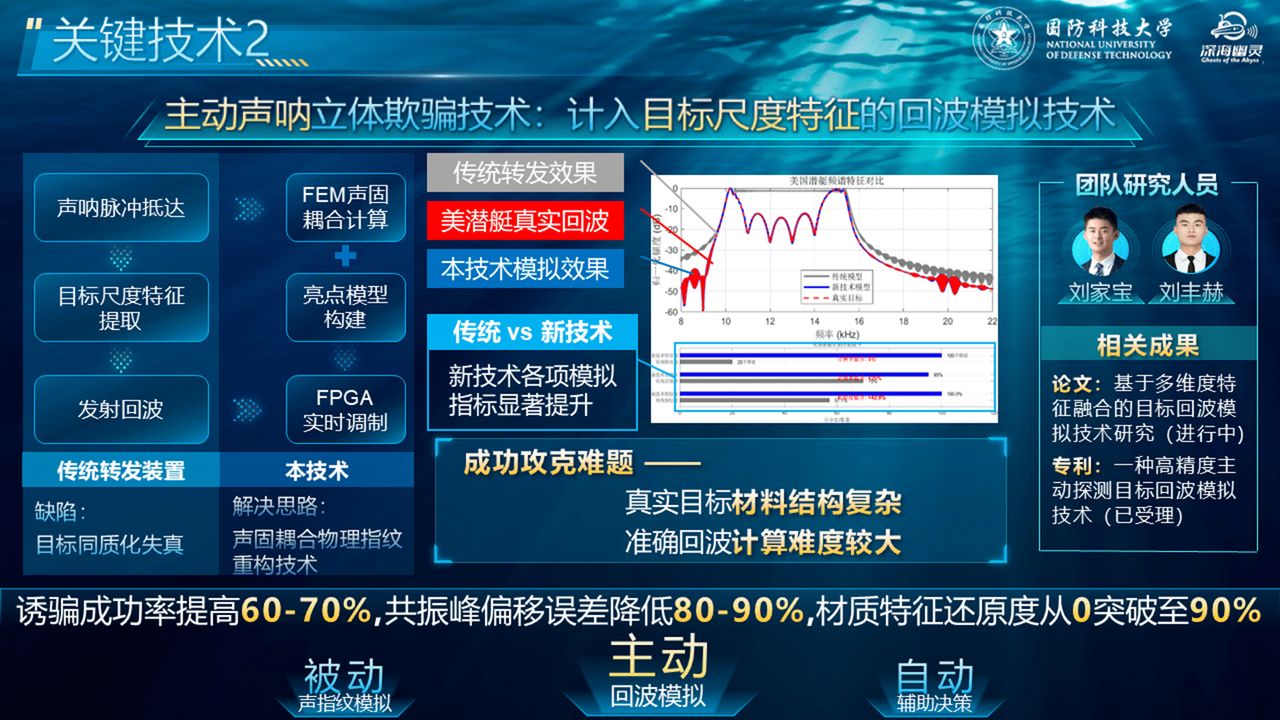 关键技术2
国防科技大学
NATIONAL UNIVERSITY
OF DEFENSE TECHNOLOGY
深海幽灵
Ghosts of the Abyss
主动声呐立体欺骗技术：计入目标尺度特征的回波模拟技术
声呐脉冲抵达
目标尺度特征
提取
发射回波
FEM声固
耦合计算
亮点模型
构建
FPGA
实时调制
传统转发装置
本技术
缺陷：
目标同质化失真
解决思路：
声固耦合物理指纹
重构技术
传统转发效果
美潜艇真实回波
本技术模拟效果
传统 vs 新技术
新技术各项模拟
指标显著提升
美国潜艇频谱特征对比
0
-10
-20
-30
-40
-50
-60
8 10 12 14 16 18 20 22
频率 (kHz)
传统模型
新技术模型
真实目标
95%
100.0%
成功攻克难题 ——
真实目标材料结构复杂
准确回波计算难度较大
团队研究人员
刘家宝 刘丰赫
相关成果
论文：基于多维度特
征融合的目标回波模
拟技术研究（进行中）
专利：一种高精度主
动探测目标回波模拟
技术（已受理）
诱骗成功率提高60-70%,共振峰偏移误差降低80-90%,材质特征还原度从0突破至90%
被动
声指纹模拟
主动
回波模拟
自动
辅助决策